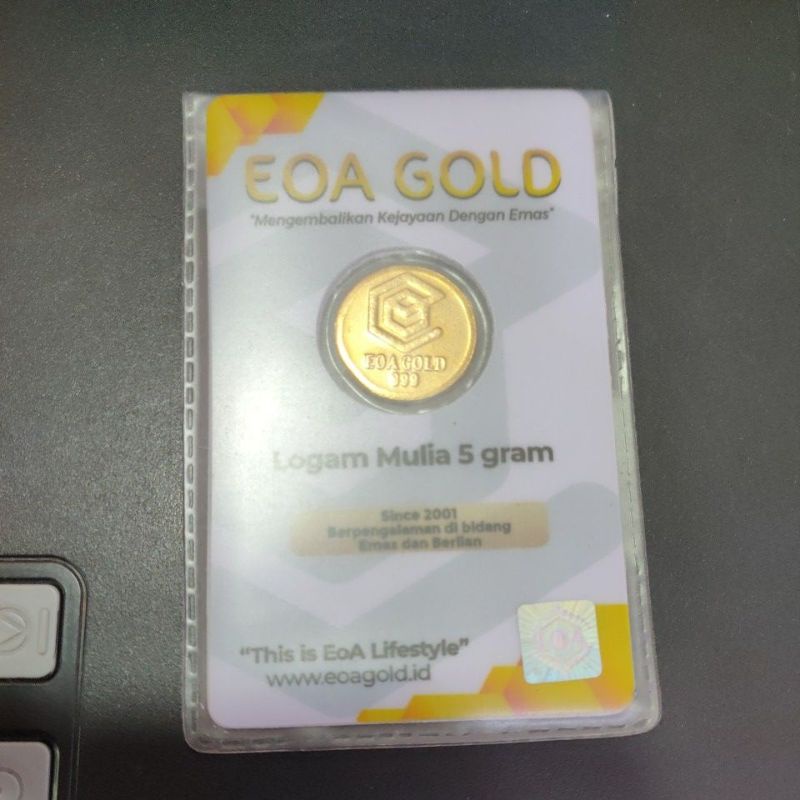 EOA GOLD
"Mengembalikan Kejayaan Dengan Emas"
EOA GOLD
999
Logam Mulia 5 gram
Since 2001
Berpengalaman di bidang
Emas dan Berlian
EOA
"This is EoA Lifestyle"
www.eoagold.id